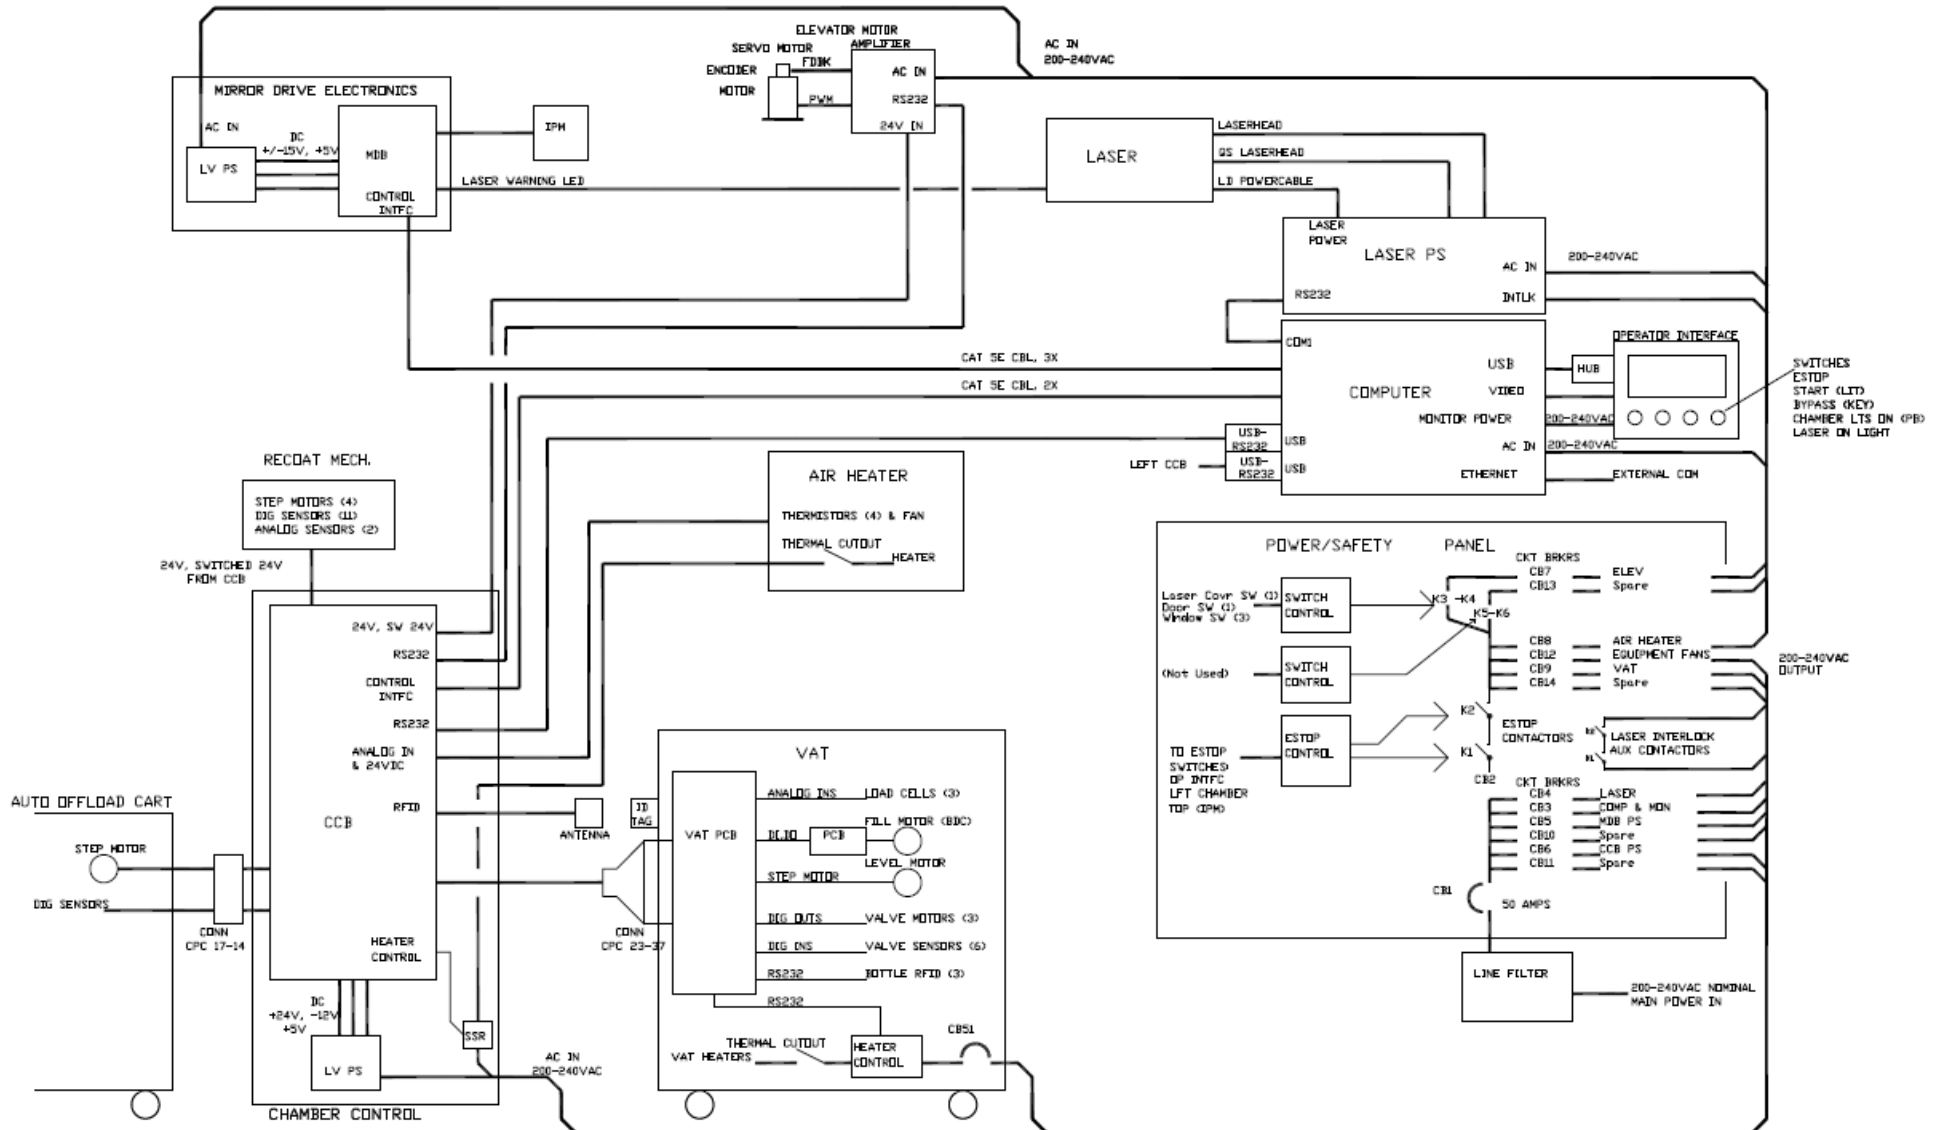 ELEVATOR MOTOR
AMPLIFIER
SERVO MOTOR
FDBK
ENCODER
MOTOR
PWM
AC IN
RS232
24V IN
AC IN
200-240VAC
MIRROR DRIVE ELECTRONICS
AC IN
DC
+/-15V, +5V
LV PS
MDB
CONTROL
INTFC
IPM
LASER WARNING LED
LASER
LASERHEAD
QS LASERHEAD
LD POWERCABLE
LASER
POWER
LASER PS
AC IN
INTLK
RS232
200-240VAC
COM1
USB
VIDEO
COMPUTER
MONITOR POWER
AC IN
ETHERNET
USB
USB
USB-
RS232
USB-
RS232
LEFT CCB
HUB
200-240VAC
200-240VAC
EXTERNAL COM
OPERATOR INTERFACE
SWITCHES
ESTOP
START (LIT)
BYPASS (KEY)
CHAMBER LTS ON (PB)
LASER ON LIGHT
CAT 5E CBL, 3X
CAT 5E CBL, 2X
RECOAT MECH.
STEP MOTORS (4)
DIG SENSORS (11)
ANALOG SENSORS (2)
24V, SWITCHED 24V
FROM CCB
AIR HEATER
THERMISTORS (4) & FAN
THERMAL CUTOUT
HEATER
24V, SW 24V
RS232
CONTROL
INTFC
RS232
ANALOG IN
& 24VDC
RFID
CCB
HEATER
CONTROL
DC
+24V, -12V
+5V
LV PS
SSR
CHAMBER CONTROL
AC IN
200-240VAC
AUTO OFFLOAD CART
STEP MOTOR
DIG SENSORS
CONN
CPC 17-14
ANTENNA
ID
TAG
CONN
CPC 23-37
VAT
VAT PCB
ANALOG INS
LOAD CELLS (3)
DI,DO
PCB
FILL MOTOR (BDC)
LEVEL MOTOR
STEP MOTOR
DIG OUTS
VALVE MOTORS (3)
DIG INS
VALVE SENSORS (6)
RS232
BOTTLE RFID (3)
RS232
THERMAL CUTOUT
VAT HEATERS
HEATER
CONTROL
CB51
POWER/SAFETY PANEL
CKT BRKRS
CB7 ELEV
CB13 Spare
Laser Covr SW (1)
Door SW (1)
Window SW (3)
SWITCH
CONTROL
K3 -K4
K5-K6
CB8 AIR HEATER
CB12 EQUIPMENT FANS
CB9 VAT
CB14 Spare
200-240VAC
OUTPUT
(Not Used)
SWITCH
CONTROL
K2
ESTOP
CONTACTORS
K1
CB2
ESTOP
CONTROL
TO ESTOP
SWITCHES)
OP INTFC
LFT CHAMBER
TOP (IPM)
K2
K1
LASER INTERLOCK
AUX CONTACTORS
CKT BRKRS
CB4 LASER
CB3 COMP & MON
CB5 MDB PS
CB10 Spare
CB6 CCB PS
CB11 Spare
CB1
50 AMPS
LINE FILTER
200-240VAC NOMINAL
MAIN POWER IN